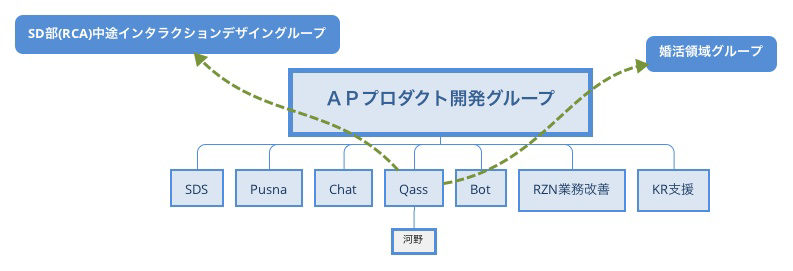 SD部(RCA)中途インタラクションデザイングループ
婚活領域グループ
ＡＰプロダクト開発グループ
SDS
Pusna
Chat
Qass
Bot
RZN業務改善
KR支援
河野